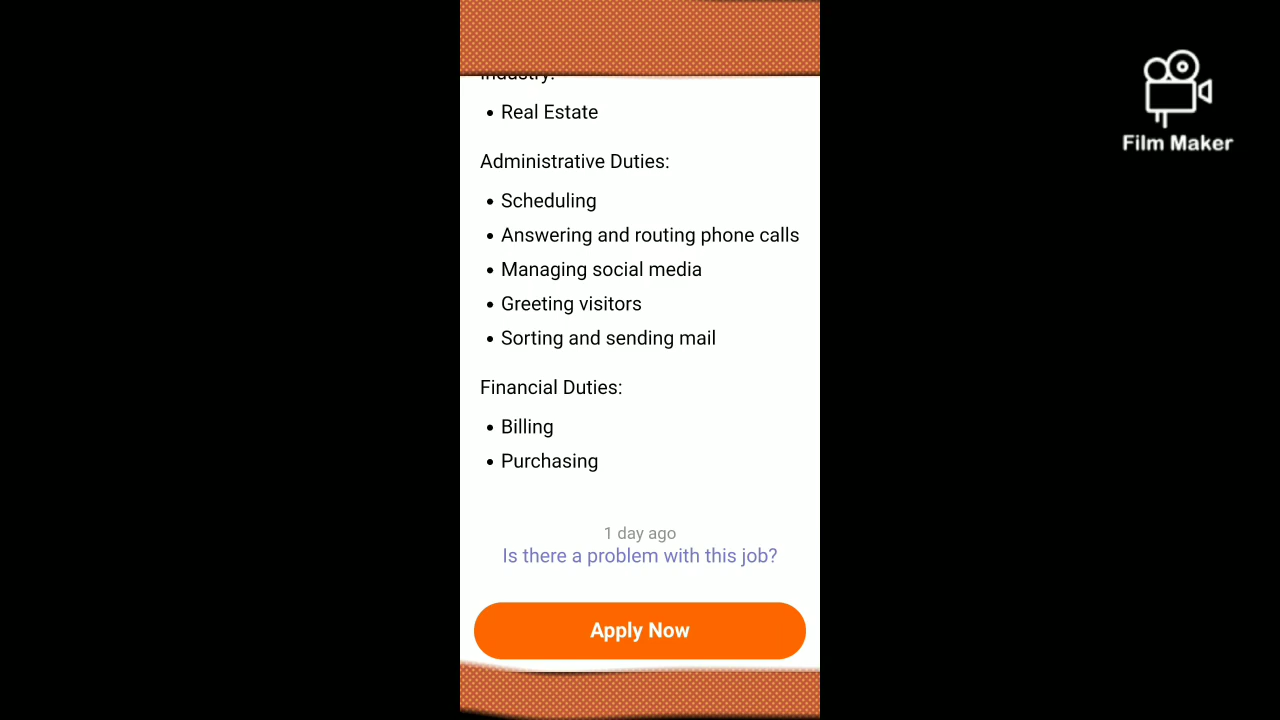 Industry:
• Real Estate
Administrative Duties:
• Scheduling
• Answering and routing phone calls
• Managing social media
• Greeting visitors
• Sorting and sending mail
Financial Duties:
• Billing
• Purchasing
1 day ago
Is there a problem with this job?
Apply Now
Film Maker